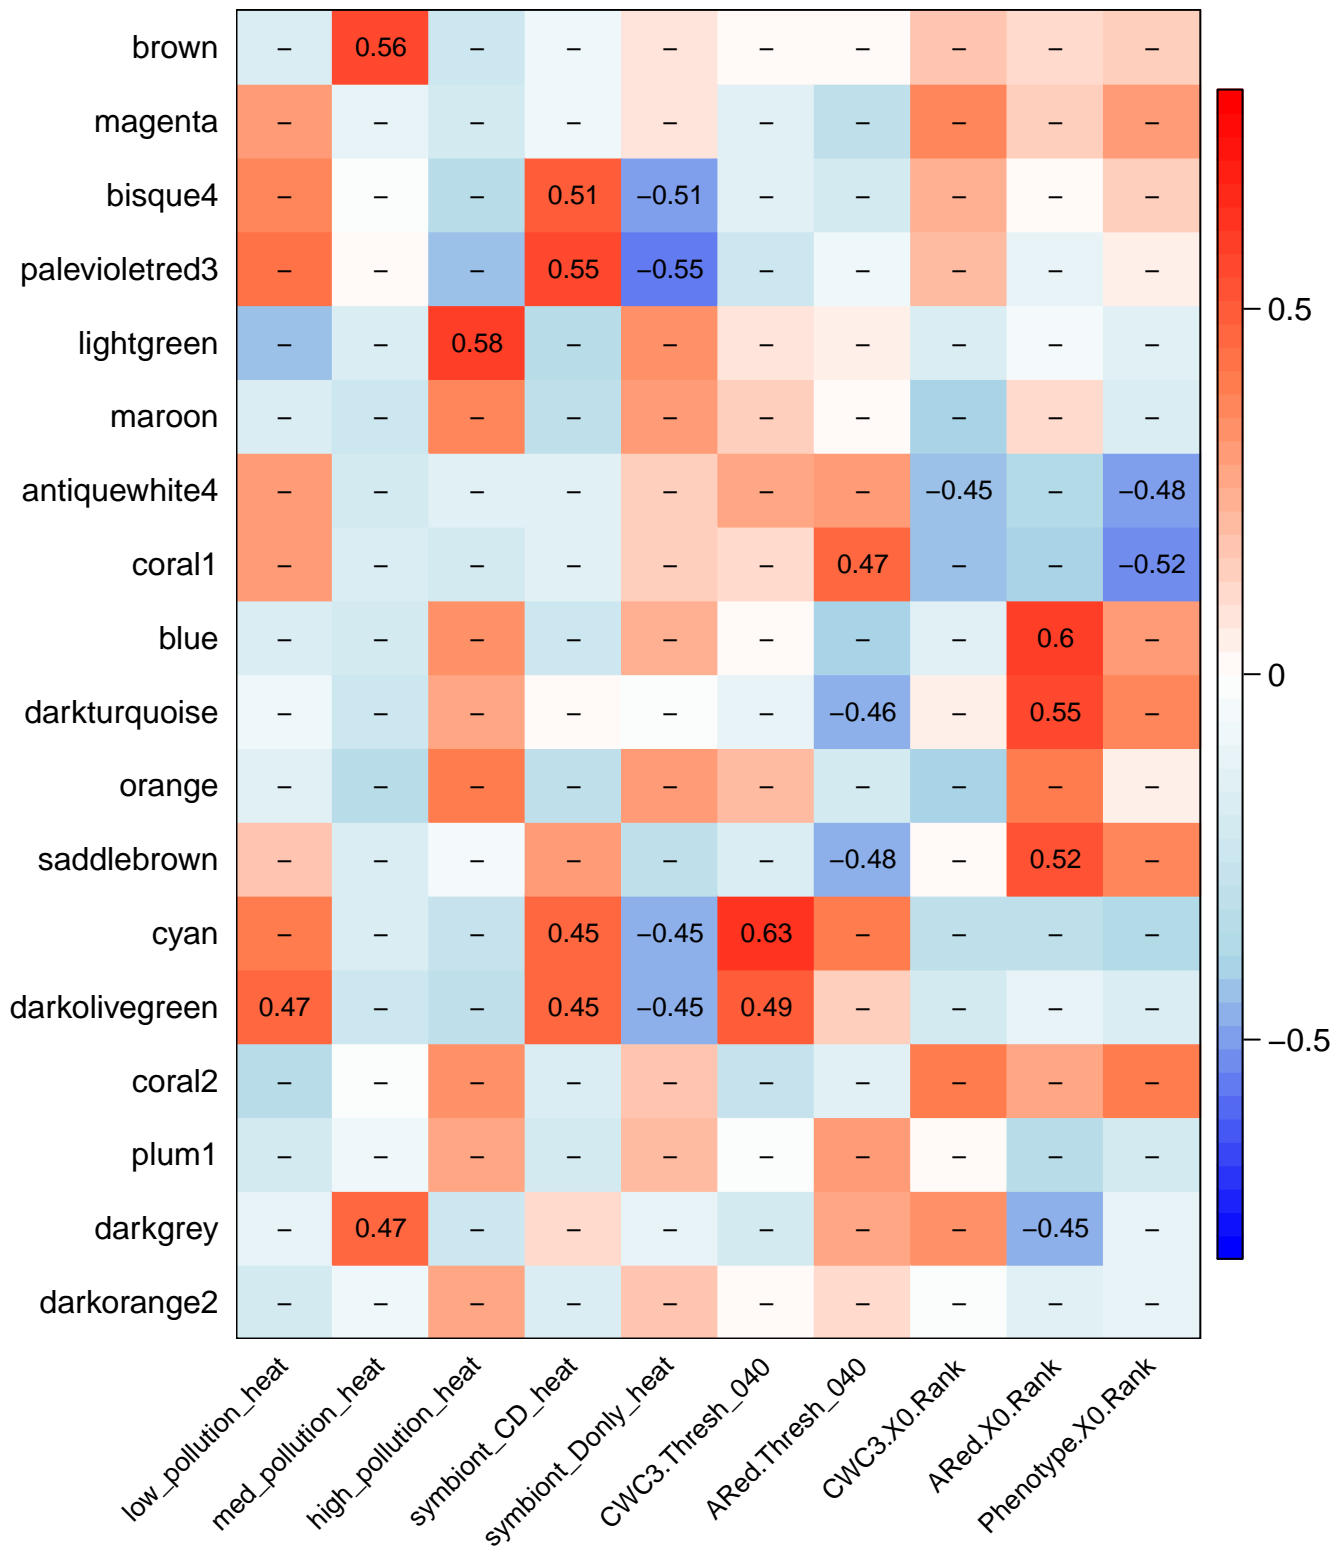 brown – 0.56 – – – – – – – –
magenta – – – – – – – – – –
bisque4 – – – 0.51 −0.51 – – – – –
palevioletred3 – – – 0.55 −0.55 – – – – –
lightgreen – – 0.58 – – – – – – –
maroon – – – – – – – – – –
antiquewhite4 – – – – – – – −0.45 – −0.48
coral1 – – – – – – 0.47 – – −0.52
blue – – – – – – – – 0.6 –
darkturquoise – – – – – – −0.46 – 0.55 –
orange – – – – – – – – – –
saddlebrown – – – – – – −0.48 – 0.52 –
cyan – – – 0.45 −0.45 0.63 – – – –
darkolivegreen 0.47 – – 0.45 −0.45 0.49 – – – –
coral2 – – – – – – – – – –
plum1 – – – – – – – – – –
darkgrey – 0.47 – – – – – – −0.45 –
darkorange2 – – – – – – – – – –
0.5
0
−0.5
low_pollution_heat
med_pollution_heat
high_pollution_heat
symbiont_CD_heat
symbiont_Donly_heat
CWC3.Thresh_040
ARed.Thresh_040
CWC3.X0.Rank
ARed.X0.Rank
Phenotype.X0.Rank